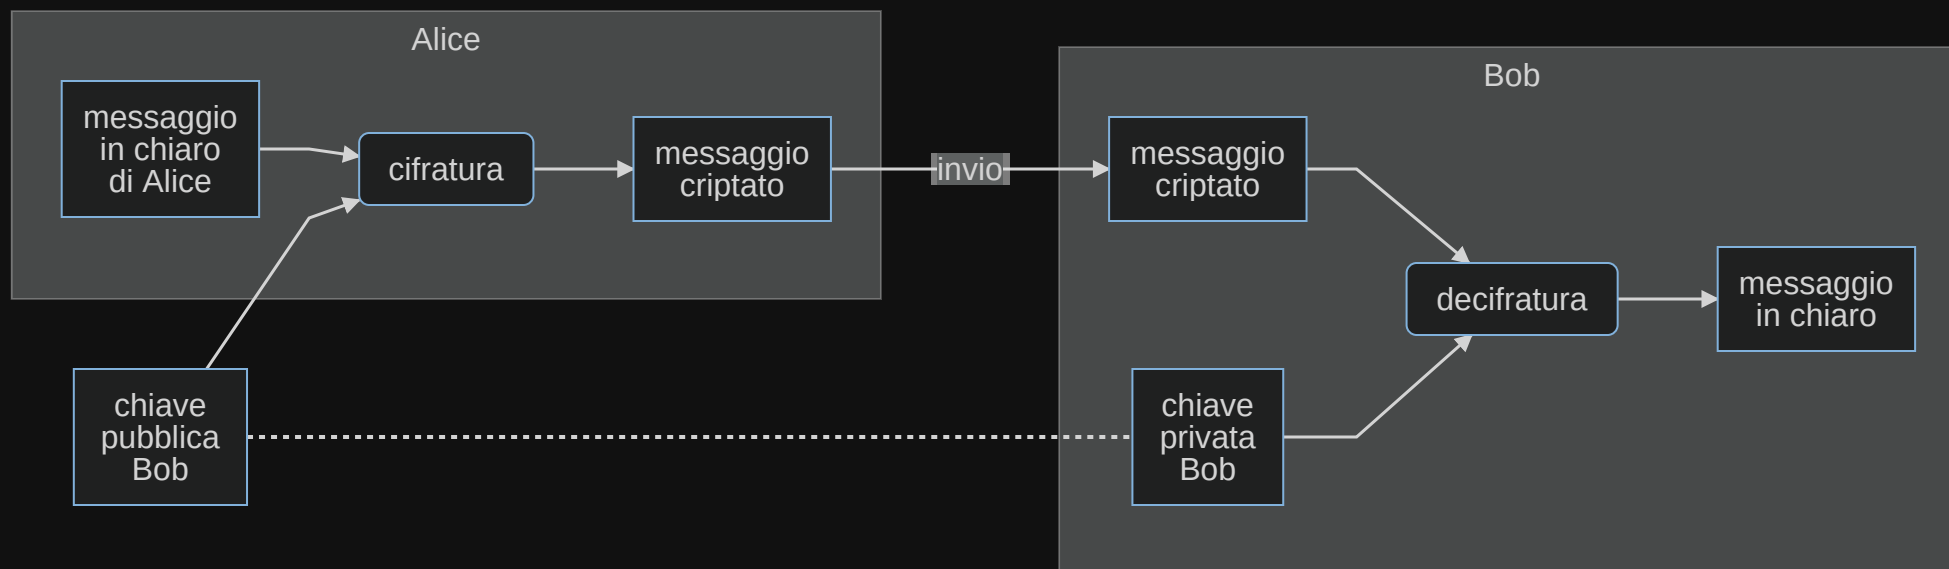 Alice
messaggio
in chiaro
di Alice
cifratura
messaggio
criptato
invio
Bob
messaggio
criptato
decifratura
messaggio
in chiaro
chiave
pubblica
Bob
chiave
privata
Bob